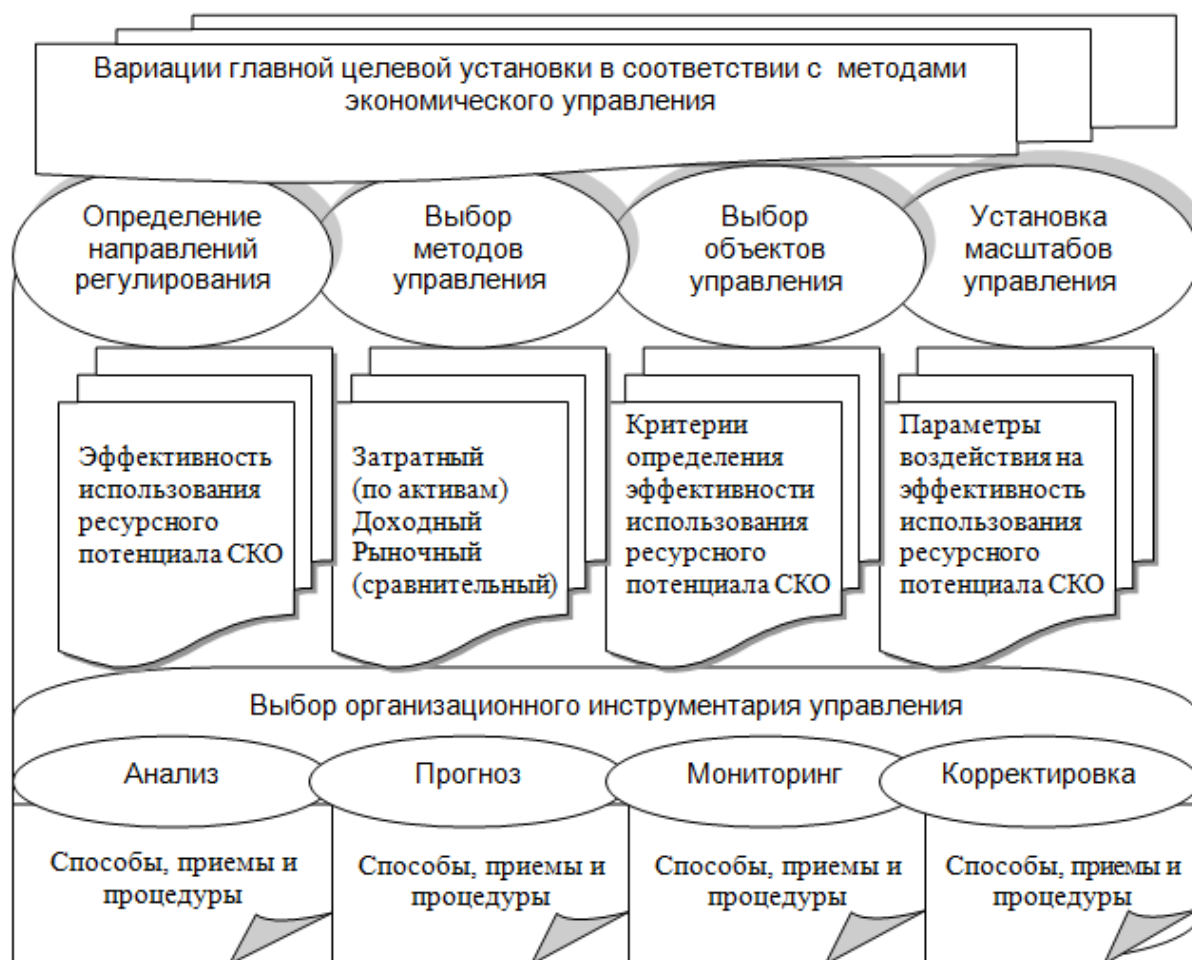 Вариации главной целевой установки в соответствии с методами
экономического управления
Определение
направлений
регулирования
Выбор
методов
управления
Выбор
объектов
управления
Установка
масштабов
управления
Эффективность
использования
ресурсного
потенциала СКО
Затратный
(по активам)
Доходный
Рыночный
(сравнительный)
Критерии
определения
эффективности
использования
ресурсного
потенциала СКО
Параметры
воздействия на
эффективность
использования
ресурсного
потенциала СКО
Выбор организационного инструментария управления
Анализ
Прогноз
Мониторинг
Корректировка
Способы, приемы и
процедуры
Способы, приемы и
процедуры
Способы, приемы и
процедуры
Способы, приемы и
процедуры